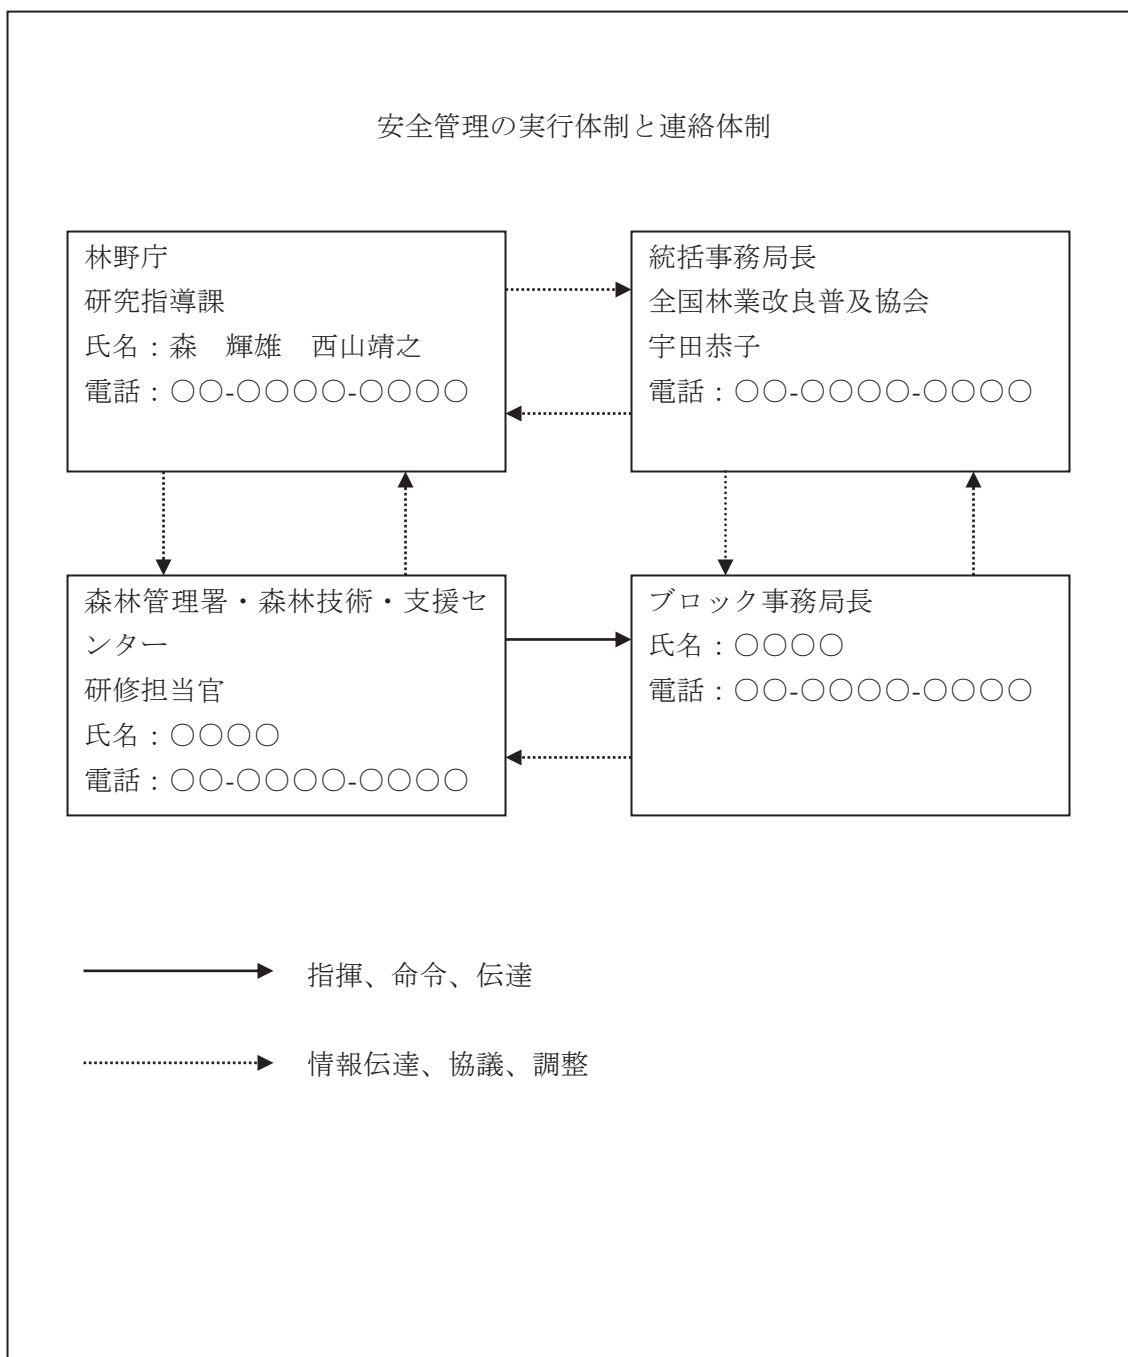 安全管理の実行体制と連絡体制
林野庁
研究指導課
氏名：森　輝雄　西山靖之
電話：○○-○○○○-○○○○
統括事務局長
全国林業改良普及協会
宇田恭子
電話：○○-○○○○-○○○○
森林管理署・森林技術・支援セ
ンター
研修担当官
氏名：○○○○
電話：○○-○○○○-○○○○
ブロック事務局長
氏名：○○○○
電話：○○-○○○○-○○○○
指揮、命令、伝達
情報伝達、協議、調整